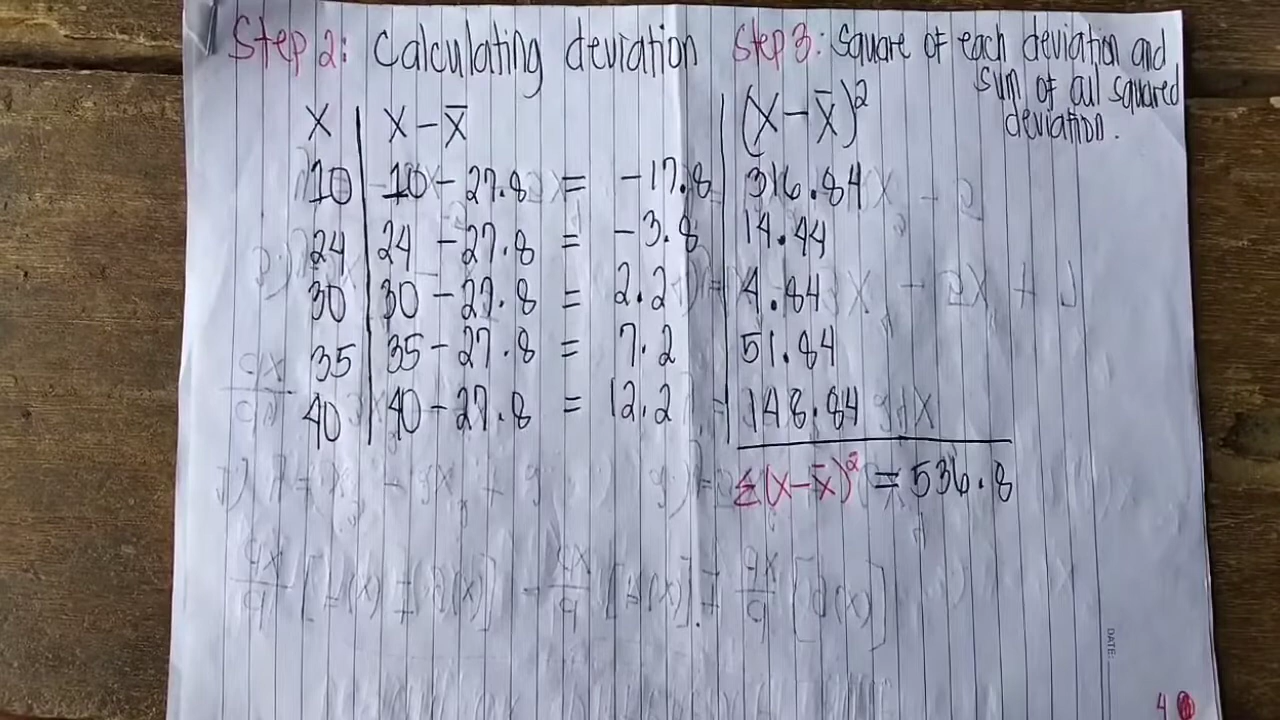 Step 2: Calculating deviation
X | X - X̄
10 | 10 - 27.8 = -17.8
24 | 24 - 27.8 = -3.8
30 | 30 - 27.8 = 2.2
35 | 35 - 27.8 = 7.2
40 | 40 - 27.8 = 12.2
Step 3: Square of each deviation and
sum of all squared
deviation.
(X - X̄)²
316.84
14.44
4.84
51.84
148.84
Σ(X - X̄)² = 536.8
DATE:
4